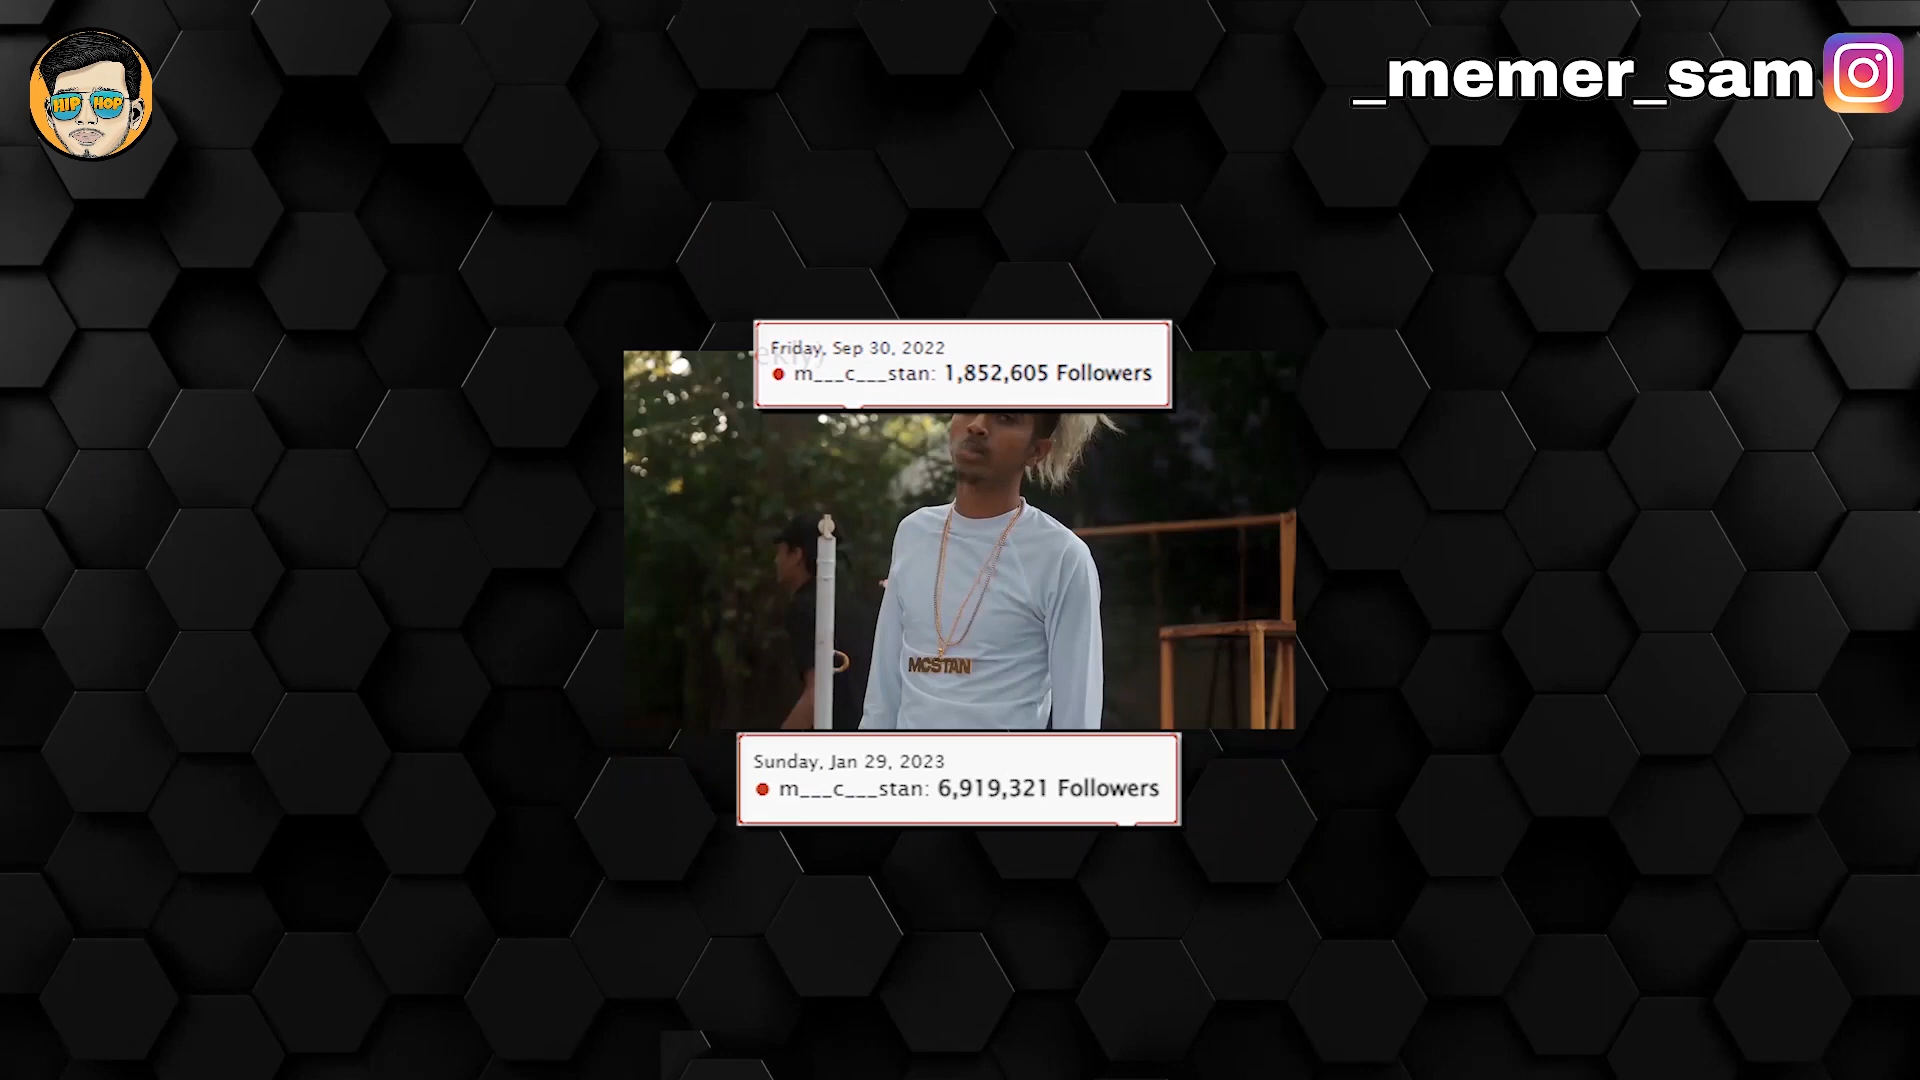 HIP HOP
_memer_sam
Friday, Sep 30, 2022
m___c___stan: 1,852,605 Followers
MCSTAN
Sunday, Jan 29, 2023
m___c___stan: 6,919,321 Followers